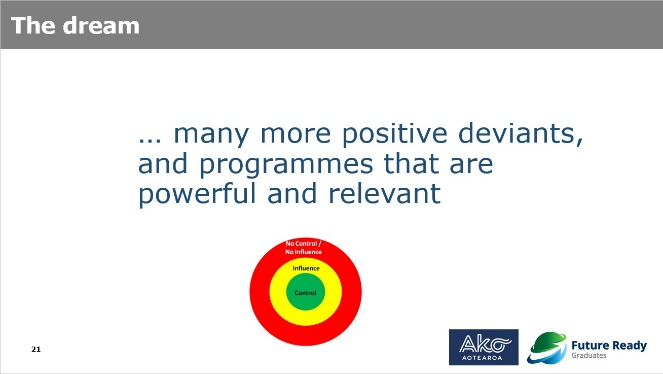 The dream
... many more positive deviants,
and programmes that are
powerful and relevant
No Control /
No Influence
Influence
Control
21
Ako
AOTEAROA
Future Ready
Graduates